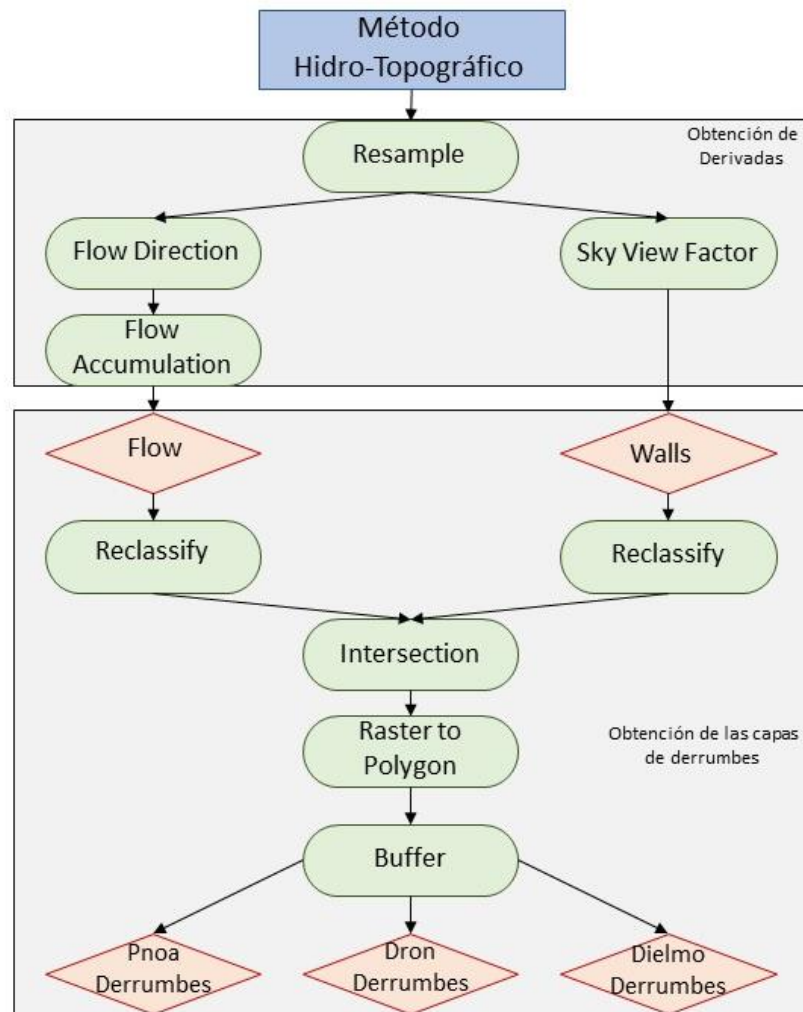 Método
Hidro-Topográfico
Obtención de
Derivadas
Resample
Flow Direction
Sky View Factor
Flow
Accumulation
Flow
Walls
Reclassify
Reclassify
Intersection
Raster to
Polygon
Obtención de las capas
de derrumbes
Buffer
Pnoa
Derrumbes
Dron
Derrumbes
Dielmo
Derrumbes